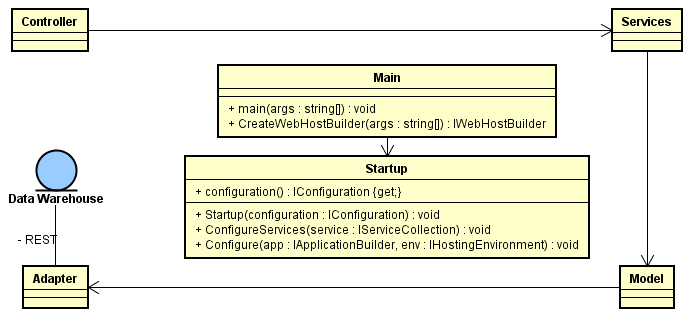 Controller
Services
Main
+ main(args : string[]) : void
+ CreateWebHostBuilder(args : string[]) : IWebHostBuilder
Startup
+ configuration() : IConfiguration {get;}
+ Startup(configuration : IConfiguration) : void
+ ConfigureServices(service : IServiceCollection) : void
+ Configure(app : IApplicationBuilder, env : IHostingEnvironment) : void
Data Warehouse
- REST
Adapter
Model